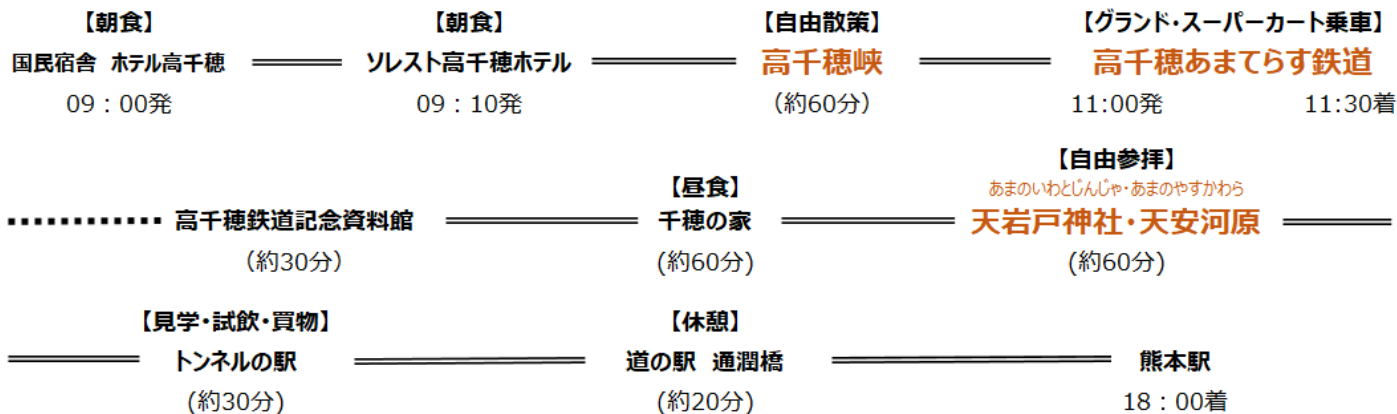 【朝食】 【朝食】 【自由散策】 【グランド・スーパーカート乗車】
国民宿舎 ホテル高千穂 ソレスト高千穂ホテル 高千穂峡 高千穂あまてらす鉄道
09：00発 09：10発 （約60分） 11:00発 11:30着
【自由参拝】
【昼食】 あまのいわとじんじゃ・あまのやすかわら
高千穂鉄道記念資料館 千穂の家 天岩戸神社・天安河原
（約30分） (約60分) (約60分)
【見学・試飲・買物】 【休憩】
トンネルの駅 道の駅 通潤橋 熊本駅
(約30分) (約20分) 18：00着